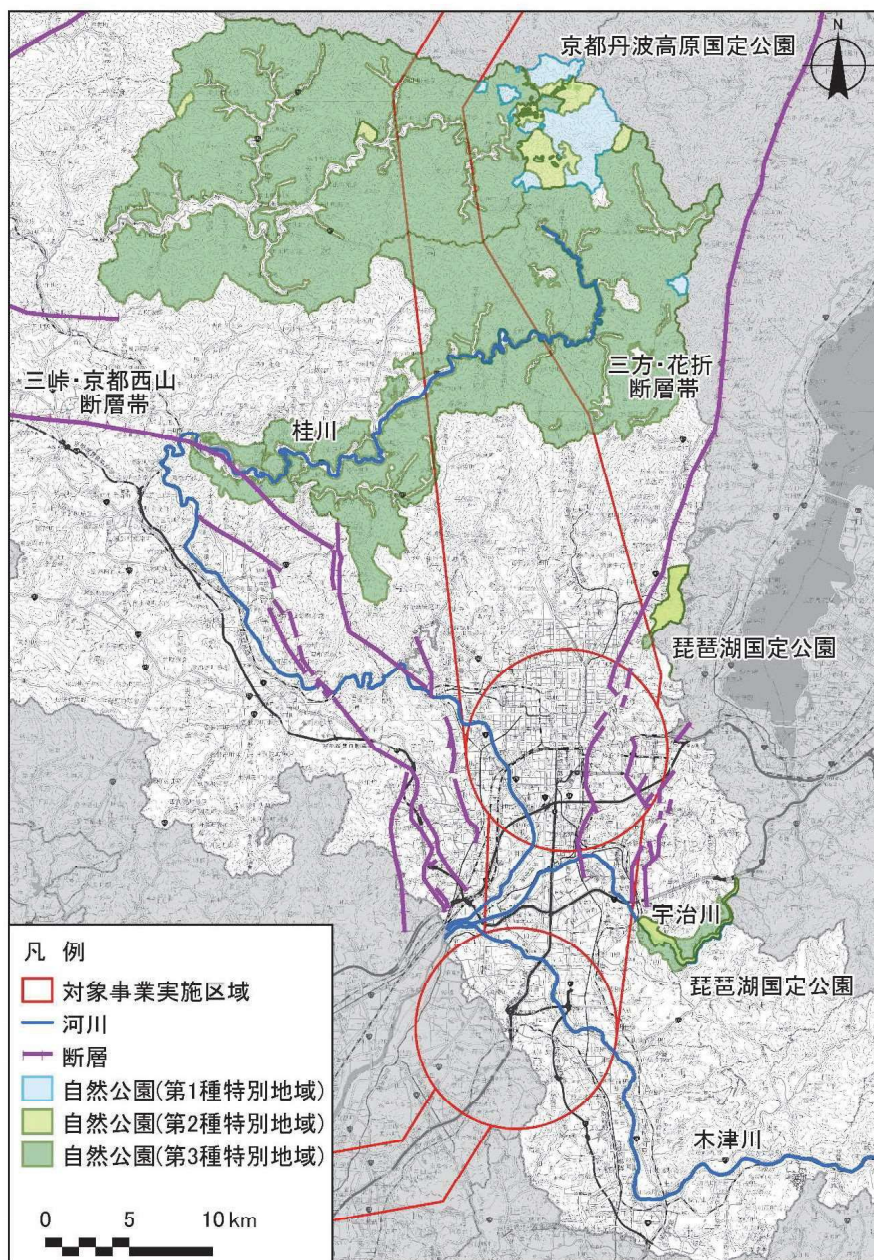 京都丹波高原国定公園
N
三方・花折
断層帯
三峠・京都西山
断層帯
桂川
琵琶湖国定公園
宇治川
琵琶湖国定公園
木津川
凡 例
対象事業実施区域
河川
断層
自然公園(第1種特別地域)
自然公園(第2種特別地域)
自然公園(第3種特別地域)
0 5 10km